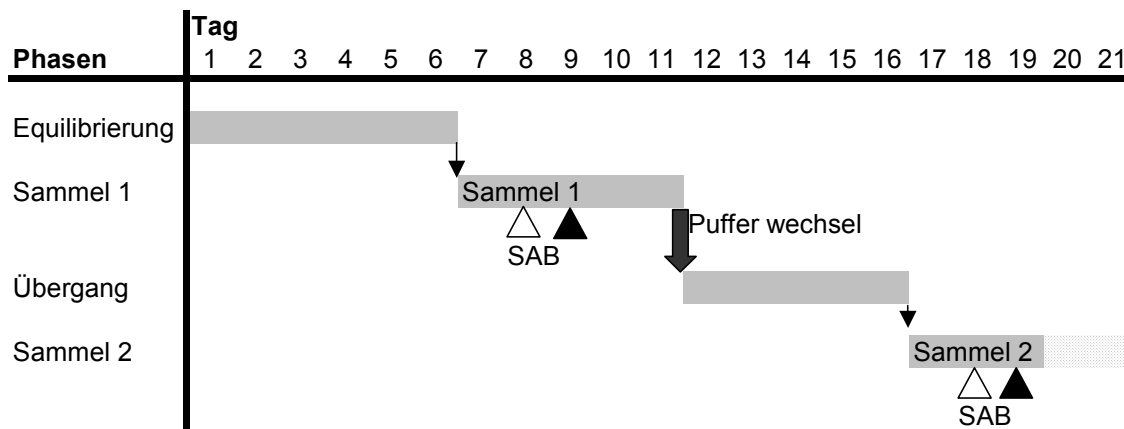 Tag
Phasen 1 2 3 4 5 6 7 8 9 10 11 12 13 14 15 16 17 18 19 20 21
Equilibrierung
Sammel 1 Sammel 1
Puffer wechsel
SAB
Übergang
Sammel 2 Sammel 2
SAB